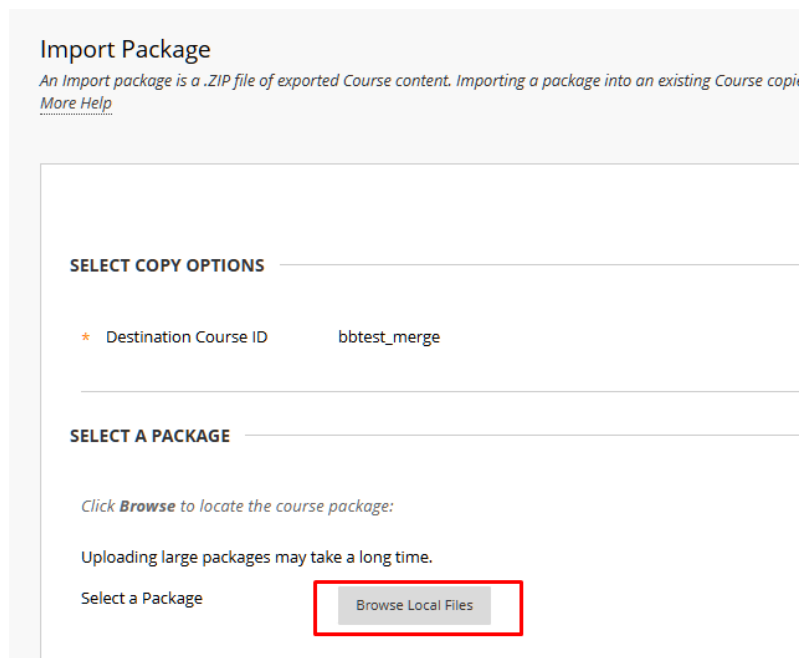 Import Package
An Import package is a .ZIP file of exported Course content. Importing a package into an existing Course copie
More Help
SELECT COPY OPTIONS
* Destination Course ID bbtest_merge
SELECT A PACKAGE
Click Browse to locate the course package:
Uploading large packages may take a long time.
Select a Package Browse Local Files